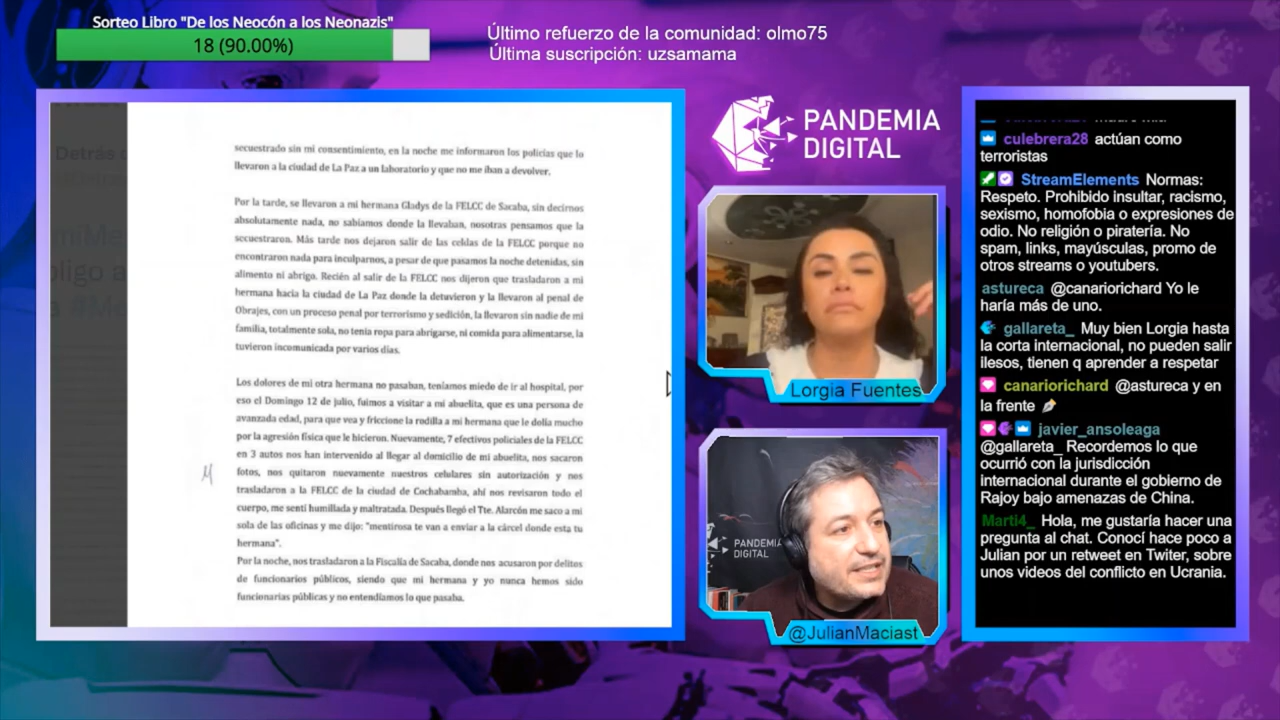 Sorteo Libro "De los Neocón a los Neonazis"
18 (90.00%)
Último refuerzo de la comunidad: olmo75
Última suscripción: uzsamama
secuestrado sin mi consentimiento, en la noche me informaron los policías que lo
llevaron a la ciudad de La Paz a un laboratorio y que no me iban a devolver.
Por la tarde, se llevaron a mi hermana Gladys de la FELCC de Sacaba, sin decirnos
absolutamente nada, no sabíamos donde la llevaban, nosotras pensamos que la
secuestraron. Más tarde nos dejaron salir de las celdas de la FELCC porque no
encontraron nada para inculparnos, a pesar de que pasamos la noche detenidas, sin
alimento ni abrigo. Recién al salir de la FELCC nos dijeron que trasladaron a mi
hermana hacia la ciudad de La Paz donde la detuvieron y la llevaron al penal de
Obrajes, con un proceso penal por terrorismo y sedición, la llevaron sin nadie de mi
familia, totalmente sola, no tenía ropa para abrigarse, ni comida para alimentarse, la
tuvieron incomunicada por varios días.
Los dolores de mi otra hermana no pasaban, teníamos miedo de ir al hospital, por
eso el Domingo 12 de julio, fuimos a visitar a mi abuelita, que es una persona de
avanzada edad, para que vea y friccione la rodilla a mi hermana que le dolía mucho
por la agresión física que le hicieron. Nuevamente, 7 efectivos policiales de la FELCC
en 3 autos nos han intervenido al llegar al domicilio de mi abuelita, nos sacaron
fotos, nos quitaron nuevamente nuestros celulares sin autorización y nos
trasladaron a la FELCC de la ciudad de Cochabamba, ahí nos revisaron todo el
cuerpo, me sentí humillada y maltratada. Después llegó el Tte. Alarcón me saco a mi
sola de las oficinas y me dijo: "mentirosa te van a enviar a la cárcel donde esta tu
hermana".
Por la noche, nos trasladaron a la Fiscalía de Sacaba, donde nos acusaron por delitos
de funcionarios públicos, siendo que mi hermana y yo nunca hemos sido
funcionarias públicas y no entendíamos lo que pasaba.
PANDEMIA
DIGITAL
Lorgia Fuentes
PANDEMIA
DIGITAL
@JulianMaciast
culebrera28 actúan como
terroristas
StreamElements Normas:
Respeto. Prohibido insultar, racismo,
sexismo, homofobia o expresiones de
odio. No religión o piratería. No
spam, links, mayúsculas, promo de
otros streams o youtubers.
astureca @canariorichard Yo le
haría más de uno.
gallareta_ Muy bien Lorgia hasta
la corta internacional, no pueden salir
ilesos, tienen q aprender a respetar
canariorichard @astureca y en
la frente
javier_ansoleaga
@gallareta_ Recordemos lo que
ocurrió con la jurisdicción
internacional durante el gobierno de
Rajoy bajo amenazas de China.
Marti4_ Hola, me gustaría hacer una
pregunta al chat. Conocí hace poco a
Julian por un retweet en Twiter, sobre
unos videos del conflicto en Ucrania.